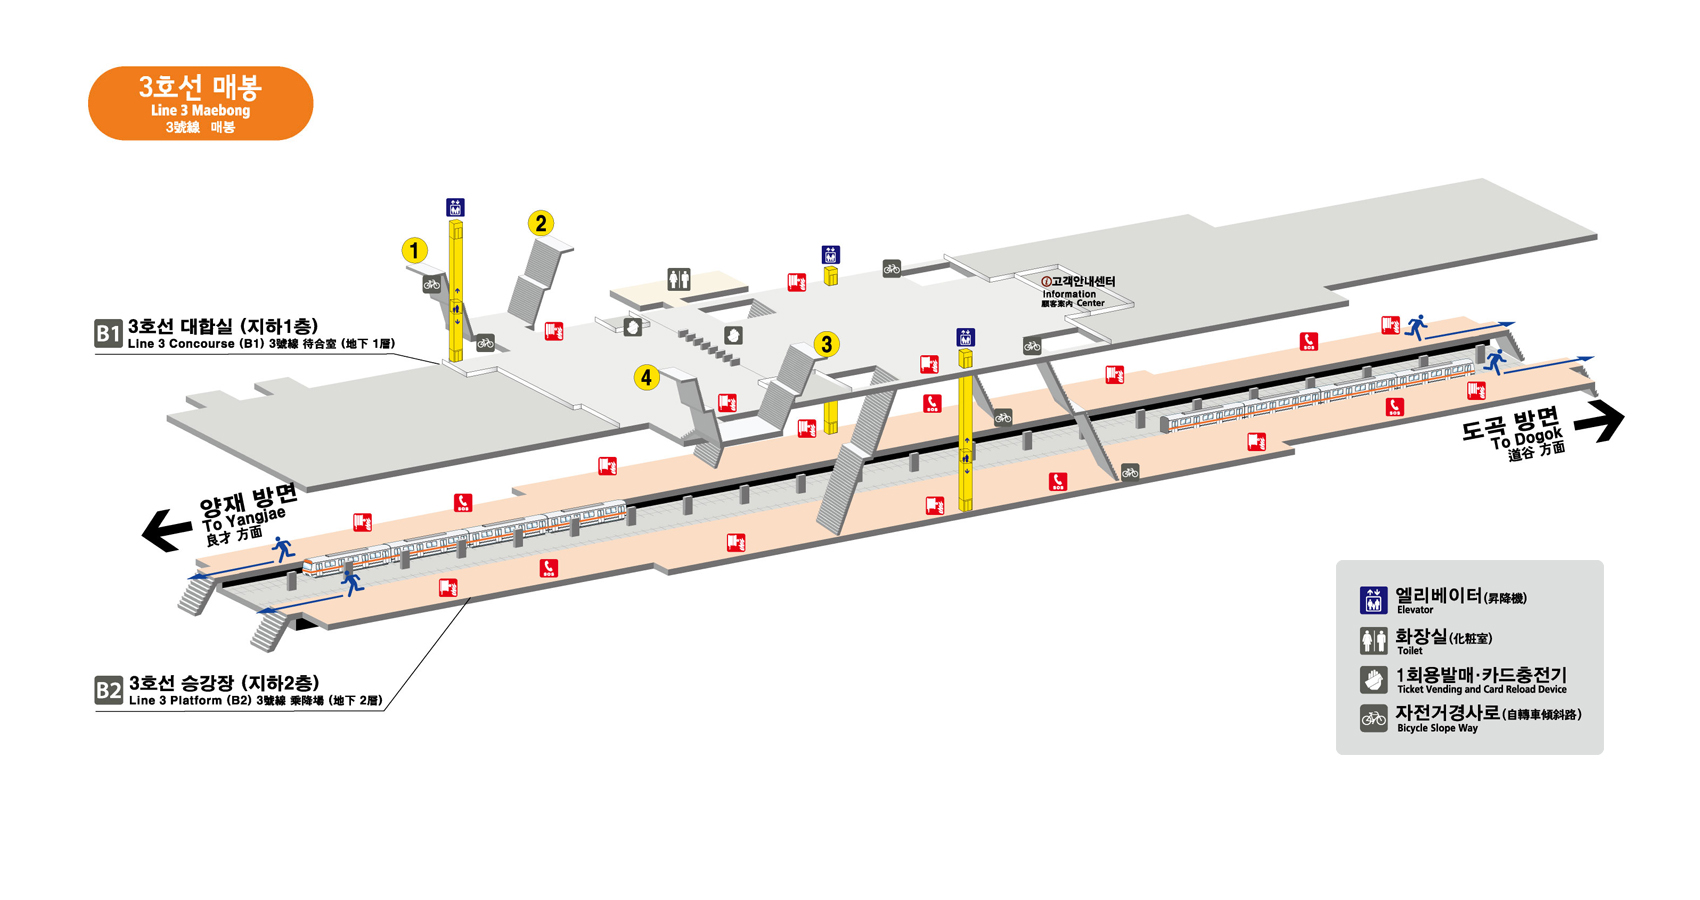 3호선 매봉
Line 3 Maebong
3號線 매봉
1
2
3
4
ⓘ고객안내센터
Information
顧客案內 Center
B1 3호선 대합실 (지하1층)
Line 3 Concourse (B1) 3號線 待合室 (地下 1層)
양재 방면
To Yangjae
良才 方面
도곡 방면
To Dogok
道谷 方面
SOS
SOS
SOS
SOS
SOS
SOS
B2 3호선 승강장 (지하2층)
Line 3 Platform (B2) 3號線 乘降場 (地下 2層)
엘리베이터(昇降機)
Elevator
화장실(化粧室)
Toilet
1회용발매·카드충전기
Ticket Vending and Card Reload Device
자전거경사로(自轉車傾斜路)
Bicycle Slope Way